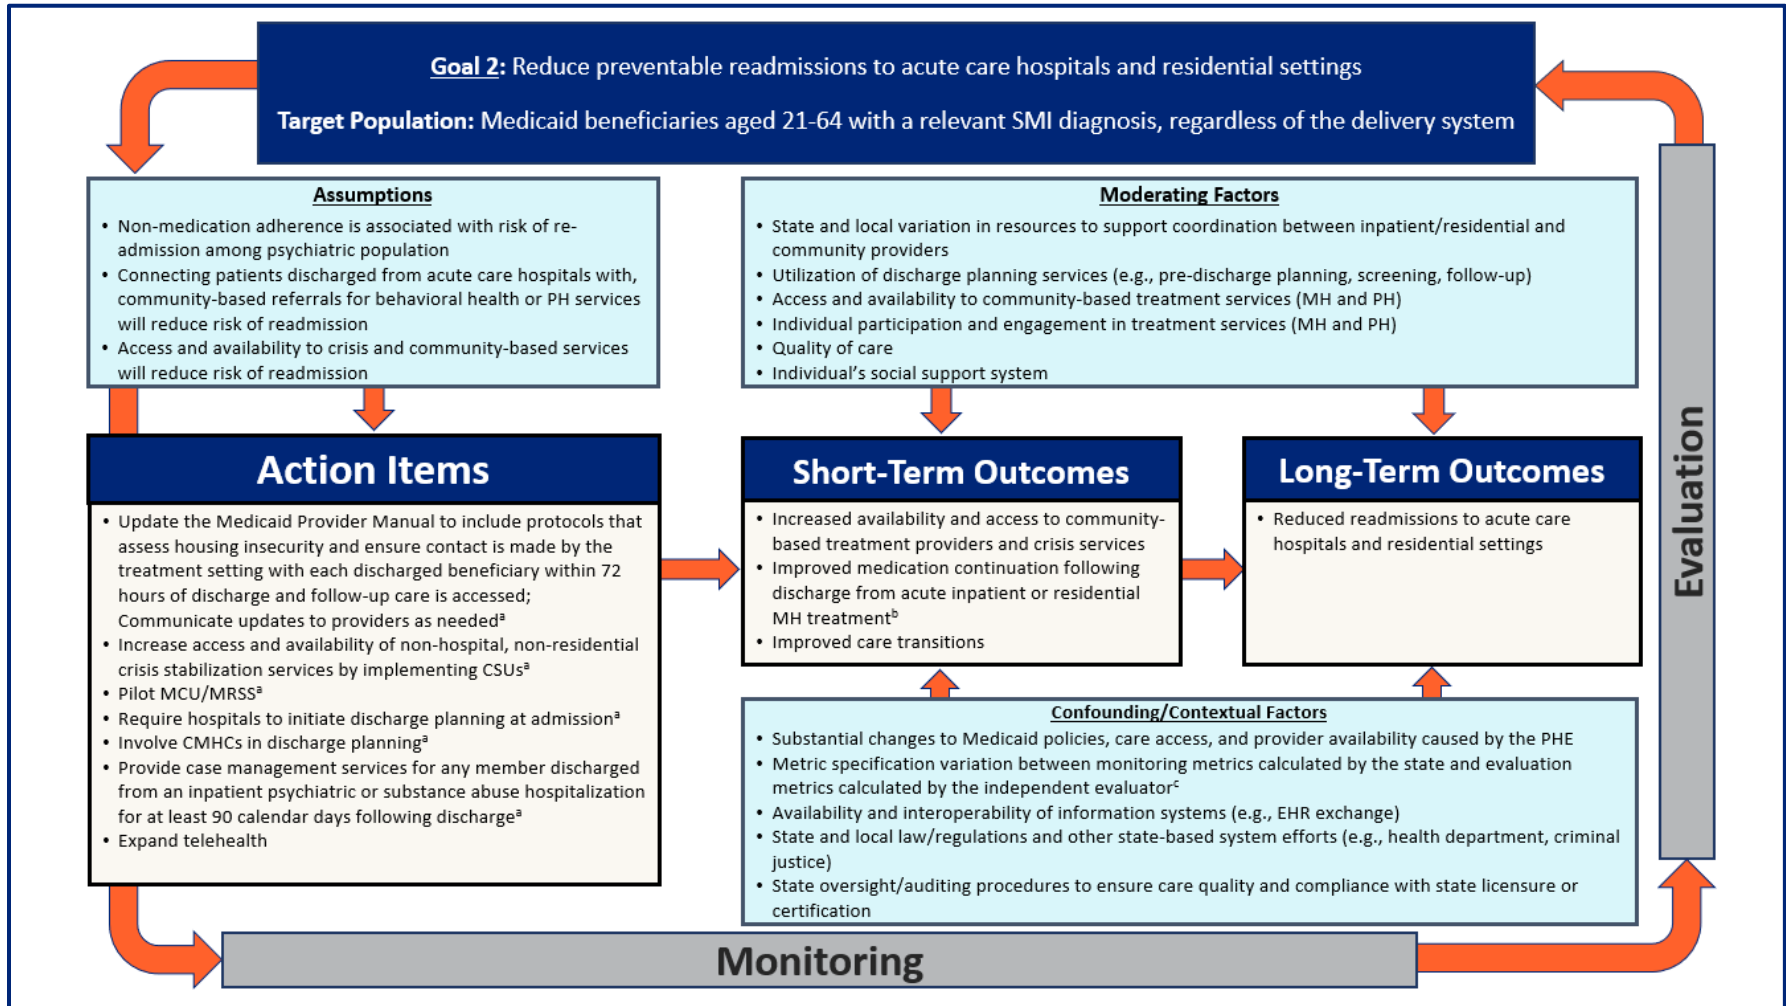 Goal 2: Reduce preventable readmissions to acute care hospitals and residential settings
Target Population: Medicaid beneficiaries aged 21-64 with a relevant SMI diagnosis, regardless of the delivery system
Assumptions
• Non-medication adherence is associated with risk of re-
admission among psychiatric population
• Connecting patients discharged from acute care hospitals with,
community-based referrals for behavioral health or PH services
will reduce risk of readmission
• Access and availability to crisis and community-based services
will reduce risk of readmission
Moderating Factors
• State and local variation in resources to support coordination between inpatient/residential and
community providers
• Utilization of discharge planning services (e.g., pre-discharge planning, screening, follow-up)
• Access and availability to community-based treatment services (MH and PH)
• Individual participation and engagement in treatment services (MH and PH)
• Quality of care
• Individual's social support system
Action Items
• Update the Medicaid Provider Manual to include protocols that
assess housing insecurity and ensure contact is made by the
treatment setting with each discharged beneficiary within 72
hours of discharge and follow-up care is accessed;
Communicate updates to providers as neededᵃ
• Increase access and availability of non-hospital, non-residential
crisis stabilization services by implementing CSUsᵃ
• Pilot MCU/MRSSᵃ
• Require hospitals to initiate discharge planning at admissionᵃ
• Involve CMHCs in discharge planningᵃ
• Provide case management services for any member discharged
from an inpatient psychiatric or substance abuse hospitalization
for at least 90 calendar days following dischargeᵃ
• Expand telehealth
Short-Term Outcomes
• Increased availability and access to community-
based treatment providers and crisis services
• Improved medication continuation following
discharge from acute inpatient or residential
MH treatmentᵇ
• Improved care transitions
Long-Term Outcomes
• Reduced readmissions to acute care
hospitals and residential settings
Confounding/Contextual Factors
• Substantial changes to Medicaid policies, care access, and provider availability caused by the PHE
• Metric specification variation between monitoring metrics calculated by the state and evaluation
metrics calculated by the independent evaluatorᶜ
• Availability and interoperability of information systems (e.g., EHR exchange)
• State and local law/regulations and other state-based system efforts (e.g., health department, criminal
justice)
• State oversight/auditing procedures to ensure care quality and compliance with state licensure or
certification
Monitoring
Evaluation